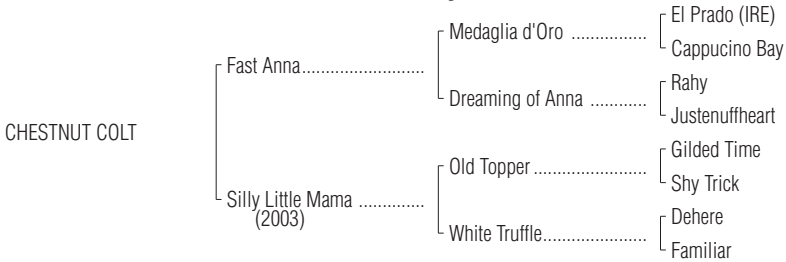 El Prado (IRE)
Medaglia d'Oro ...............
Cappucino Bay
Fast Anna.........................
Rahy
Dreaming of Anna ............
Justenuffheart
CHESTNUT COLT
Gilded Time
Old Topper .......................
Shy Trick
Silly Little Mama ..............
(2003)
Dehere
White Truffle.....................
Familiar